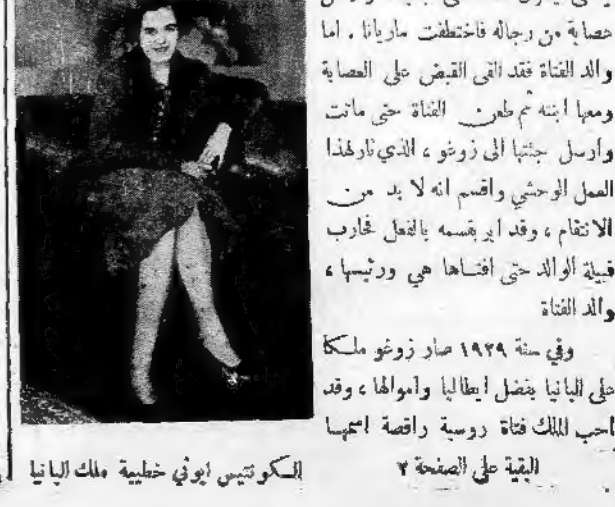 عصابة من رجاله فاختطفت ماريانا . اما
والد الفتاة فقد القى القبض على العصابة
ومعها ابنته ثم طعن الفتاة حتى ماتت
وارسل جثتها الى زوغو ، الذي ثار لهذا
العمل الوحشي واقسم انه لا بد من
الانتقام ، وقد ابر بقسمه بالفعل فحارب
قبيلة الوالد حتى افناها هي ورئيسها ،
والد الفتاة
وفي سنة ١٩٢٩ صار زوغو ملكا
على البانيا بفضل ايطاليا واموالها ، وقد
احب الملك فتاة روسية راقصة اسمها
البقية على الصفحة ٢
الكونتيس ايوني خطيبة ملك البانيا